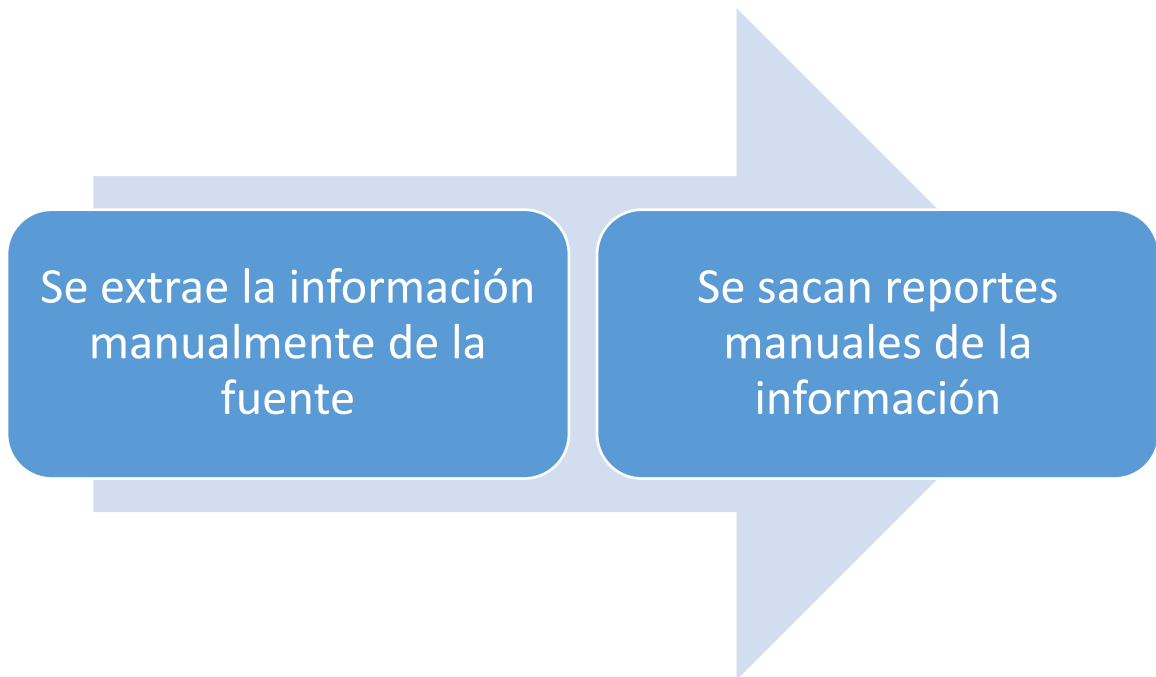 Se extrae la información
manualmente de la
fuente
Se sacan reportes
manuales de la
información